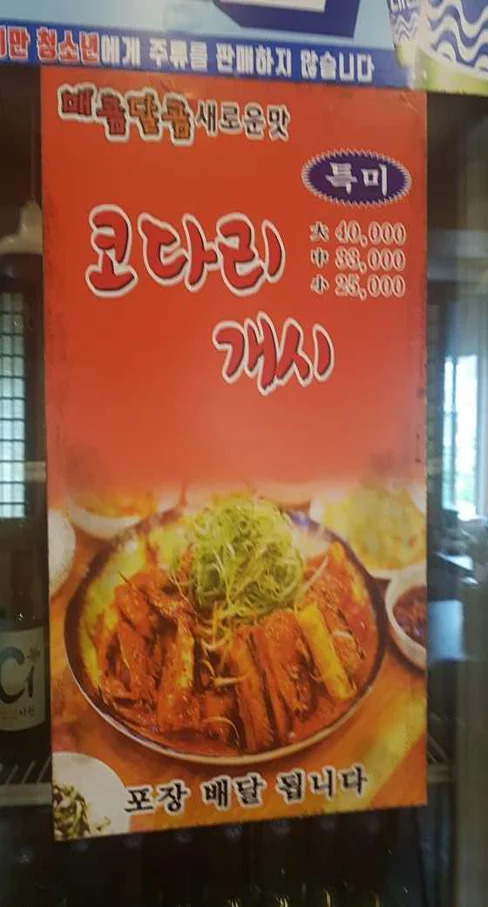 만 청소년에게 주류를 판매하지 않습니다
매콤달콤 새로운맛
특미
코다리
大 40,000
中 33,000
小 25,000
개시
포장 배달 됩니다